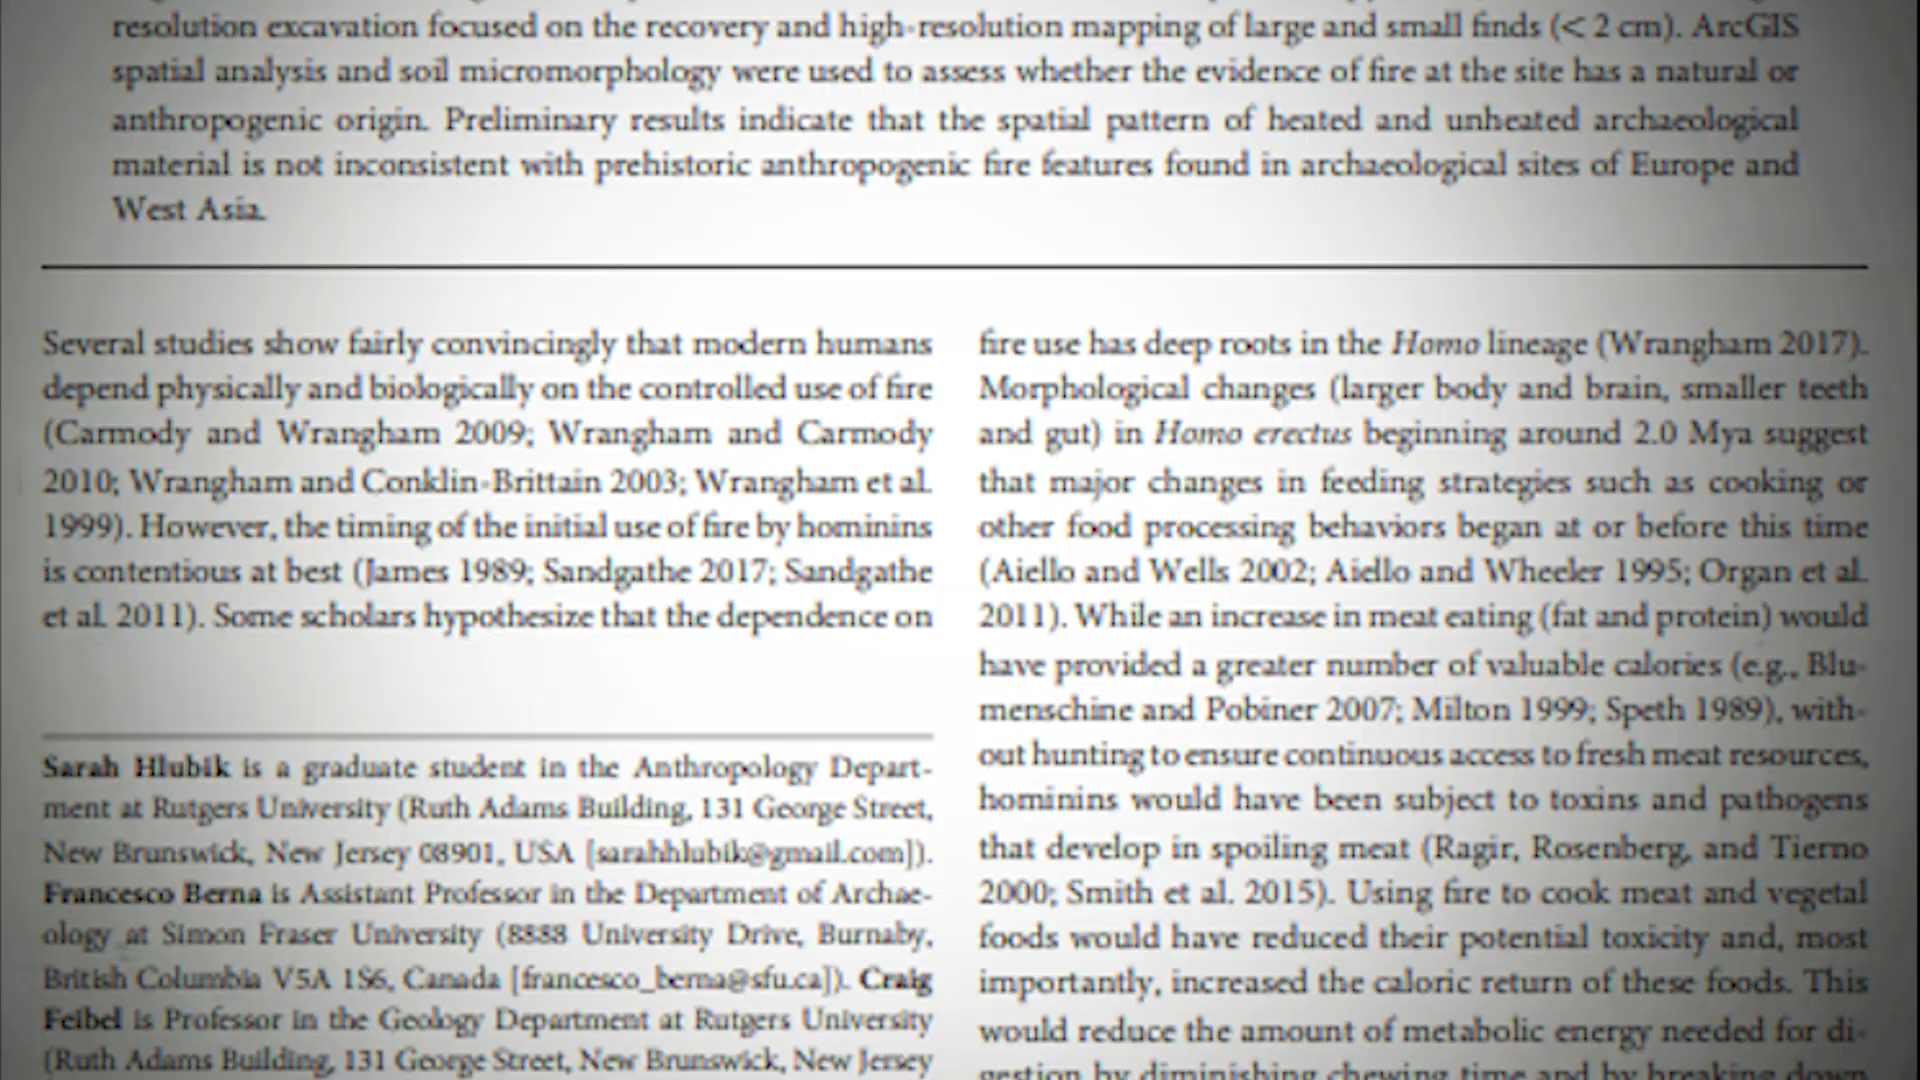 resolution excavation focused on the recovery and high-resolution mapping of large and small finds (< 2 cm). ArcGIS
spatial analysis and soil micromorphology were used to assess whether the evidence of fire at the site has a natural or
anthropogenic origin. Preliminary results indicate that the spatial pattern of heated and unheated archaeological
material is not inconsistent with prehistoric anthropogenic fire features found in archaeological sites of Europe and
West Asia.
Several studies show fairly convincingly that modern humans
depend physically and biologically on the controlled use of fire
(Carmody and Wrangham 2009; Wrangham and Carmody
2010; Wrangham and Conklin-Brittain 2003; Wrangham et al.
1999). However, the timing of the initial use of fire by hominins
is contentious at best (James 1989; Sandgathe 2017; Sandgathe
et al. 2011). Some scholars hypothesize that the dependence on
Sarah Hlubik is a graduate student in the Anthropology Depart-
ment at Rutgers University (Ruth Adams Building, 131 George Street,
New Brunswick, New Jersey 08901, USA [sarahhlubik@gmail.com]).
Francesco Berna is Assistant Professor in the Department of Archae-
ology at Simon Fraser University (8888 University Drive, Burnaby,
British Columbia V5A 1S6, Canada [francesco_berna@sfu.ca]). Craig
Feibel is Professor in the Geology Department at Rutgers University
(Ruth Adams Building, 131 George Street, New Brunswick, New Jersey
fire use has deep roots in the Homo lineage (Wrangham 2017).
Morphological changes (larger body and brain, smaller teeth
and gut) in Homo erectus beginning around 2.0 Mya suggest
that major changes in feeding strategies such as cooking or
other food processing behaviors began at or before this time
(Aiello and Wells 2002; Aiello and Wheeler 1995; Organ et al.
2011). While an increase in meat eating (fat and protein) would
have provided a greater number of valuable calories (e.g., Blu-
menschine and Pobiner 2007; Milton 1999; Speth 1989), with-
out hunting to ensure continuous access to fresh meat resources,
hominins would have been subject to toxins and pathogens
that develop in spoiling meat (Ragir, Rosenberg, and Tierno
2000; Smith et al. 2015). Using fire to cook meat and vegetal
foods would have reduced their potential toxicity and, most
importantly, increased the caloric return of these foods. This
would reduce the amount of metabolic energy needed for di-
gestion by diminishing chewing time and by breaking down